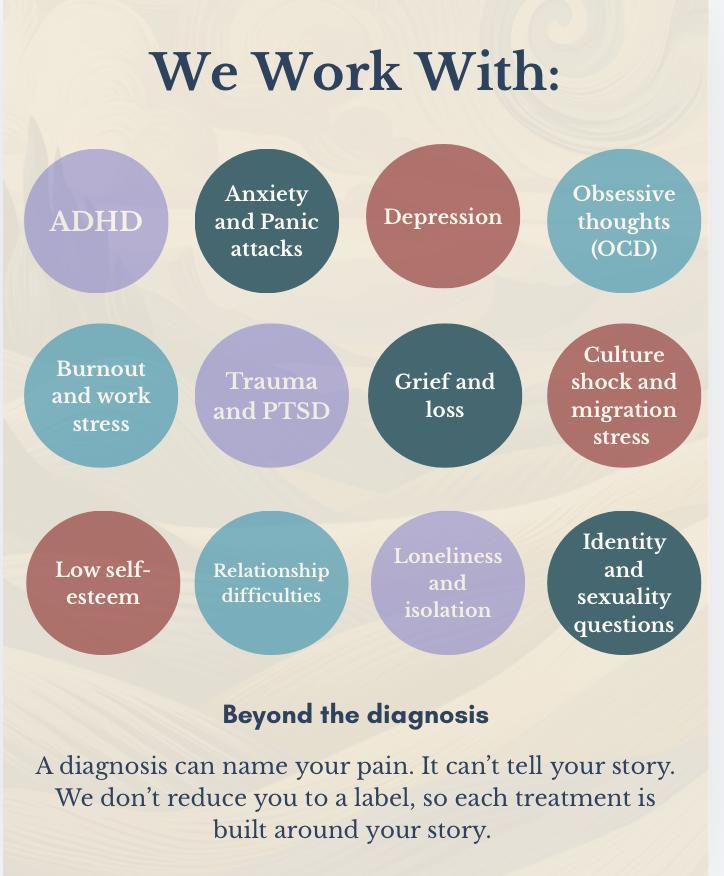 We Work With:
ADHD
Anxiety
and Panic
attacks
Depression
Obsessive
thoughts
(OCD)
Burnout
and work
stress
Trauma
and PTSD
Grief and
loss
Culture
shock and
migration
stress
Low self-
esteem
Relationship
difficulties
Loneliness
and
isolation
Identity
and
sexuality
questions
Beyond the diagnosis
A diagnosis can name your pain. It can’t tell your story.
We don’t reduce you to a label, so each treatment is
built around your story.